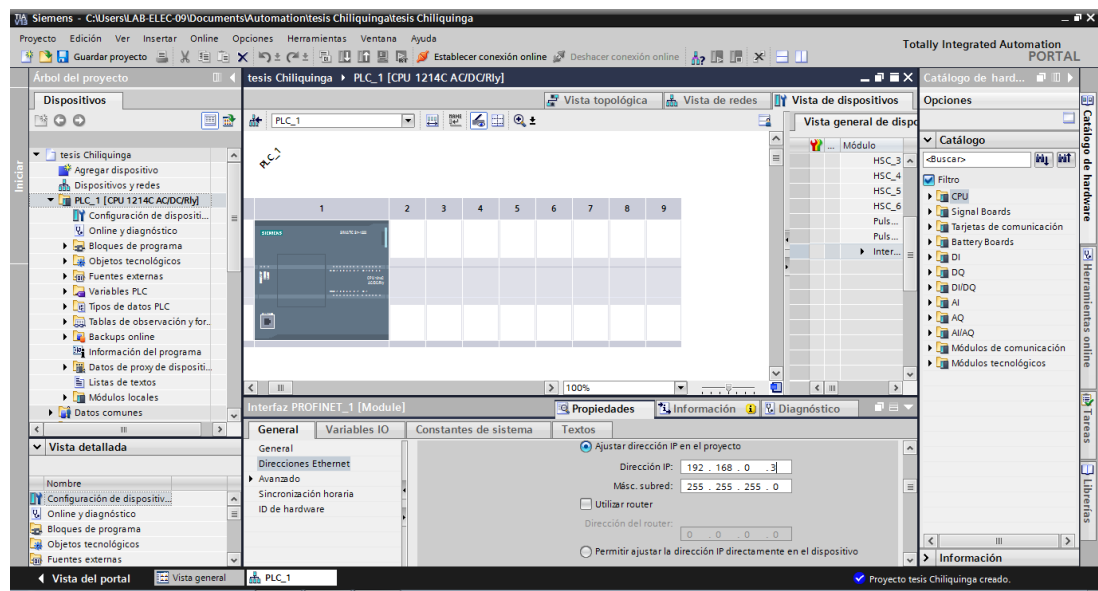 Siemens - C:\Users\LAB-ELEC-09\Documents\Automation\tesis Chiliquinga\tesis Chiliquinga
Proyecto Edición Ver Insertar Online Opciones Herramientas Ventana Ayuda
Totally Integrated Automation
PORTAL
Guardar proyecto
Establecer conexión online
Deshacer conexión online
Árbol del proyecto
Dispositivos
Iniciar
tesis Chiliquinga
Agregar dispositivo
Dispositivos y redes
PLC_1 [CPU 1214C AC/DC/Rly]
Configuración de dispositi...
Online y diagnóstico
Bloques de programa
Objetos tecnológicos
Fuentes externas
Variables PLC
Tipos de datos PLC
Tablas de observación y for..
Backups online
Información del programa
Datos de proxy de dispositi...
Listas de textos
Módulos locales
Datos comunes
Vista detallada
Nombre
Configuración de dispositiv...
Online y diagnóstico
Bloques de programa
Objetos tecnológicos
Fuentes externas
tesis Chiliquinga PLC_1 [CPU 1214C AC/DC/Rly]
Vista topológica
Vista de redes
Vista de dispositivos
PLC_1
PLC_1
1 2 3 4 5 6 7 8 9
SIEMENS
100%
Vista general de dispo
... Módulo
HSC_3
HSC_4
HSC_5
HSC_6
Puls...
Puls...
Inter...
Interfaz PROFINET_1 [Module]
Propiedades
Información
Diagnóstico
General
Variables IO
Constantes de sistema
Textos
General
Direcciones Ethernet
Avanzado
Sincronización horaria
ID de hardware
Ajustar dirección IP en el proyecto
Dirección IP: 192 . 168 . 0 .3
Másc. subred: 255 . 255 . 255 . 0
Utilizar router
Dirección del router:
0 . 0 . 0 . 0
Permitir ajustar la dirección IP directamente en el dispositivo
Catálogo de hard...
Opciones
Catálogo
<Buscar>
Filtro
CPU
Signal Boards
Tarjetas de comunicación
Battery Boards
DI
DQ
DI/DQ
AI
AQ
AI/AQ
Módulos de comunicación
Módulos tecnológicos
Información
Catálogo de hardware
Herramientas online
Tareas
Librerías
Vista del portal
Vista general
PLC_1
Proyecto tesis Chiliquinga creado.